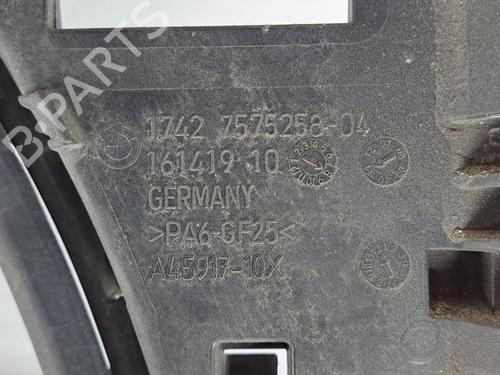 B-PARTS
1742 7575258-04
161419 10
GERMANY
>PA6-GF25<
A45917-10X